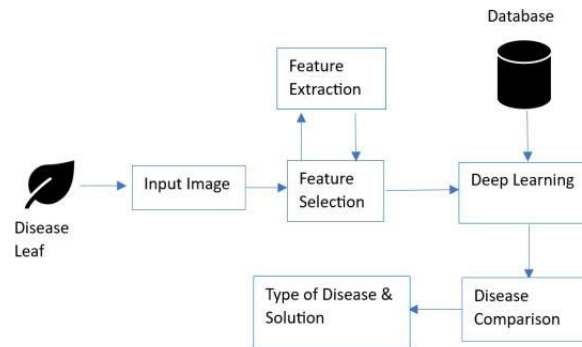 Database
Feature
Extraction
Disease
Leaf
Input Image
Feature
Selection
Deep Learning
Disease
Comparison
Type of Disease &
Solution